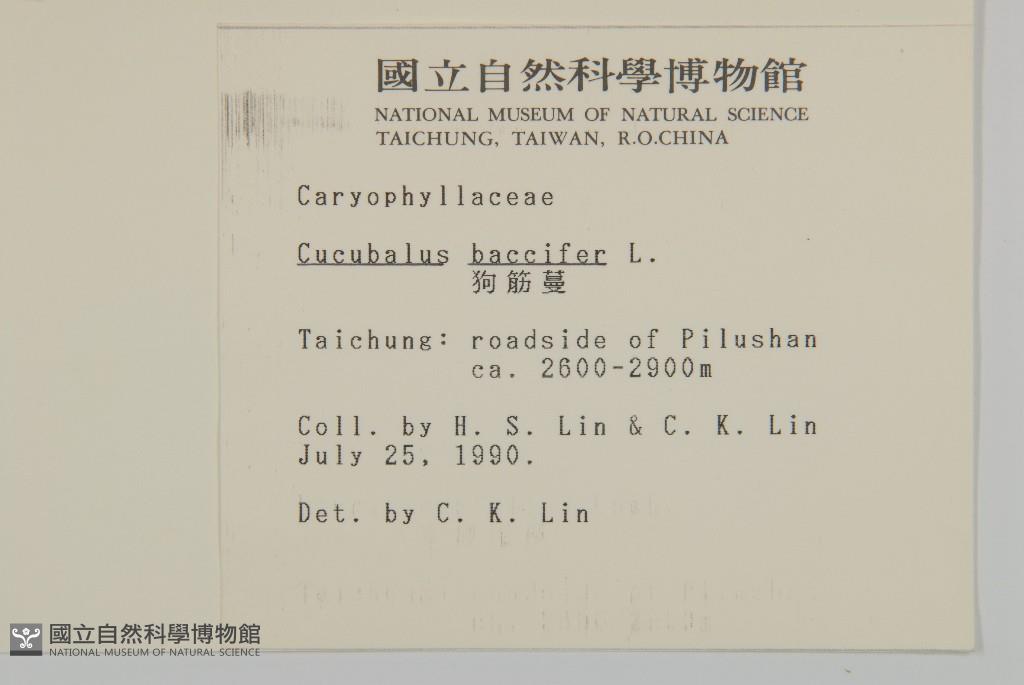 國立自然科學博物館
NATIONAL MUSEUM OF NATURAL SCIENCE
TAICHUNG, TAIWAN, R.O.CHINA
Caryophyllaceae
Cucubalus baccifer L.
狗筋蔓
Taichung: roadside of Pilushan
ca. 2600-2900m
Coll. by H. S. Lin & C. K. Lin
July 25, 1990.
Det. by C. K. Lin
國立自然科學博物館
NATIONAL MUSEUM OF NATURAL SCIENCE